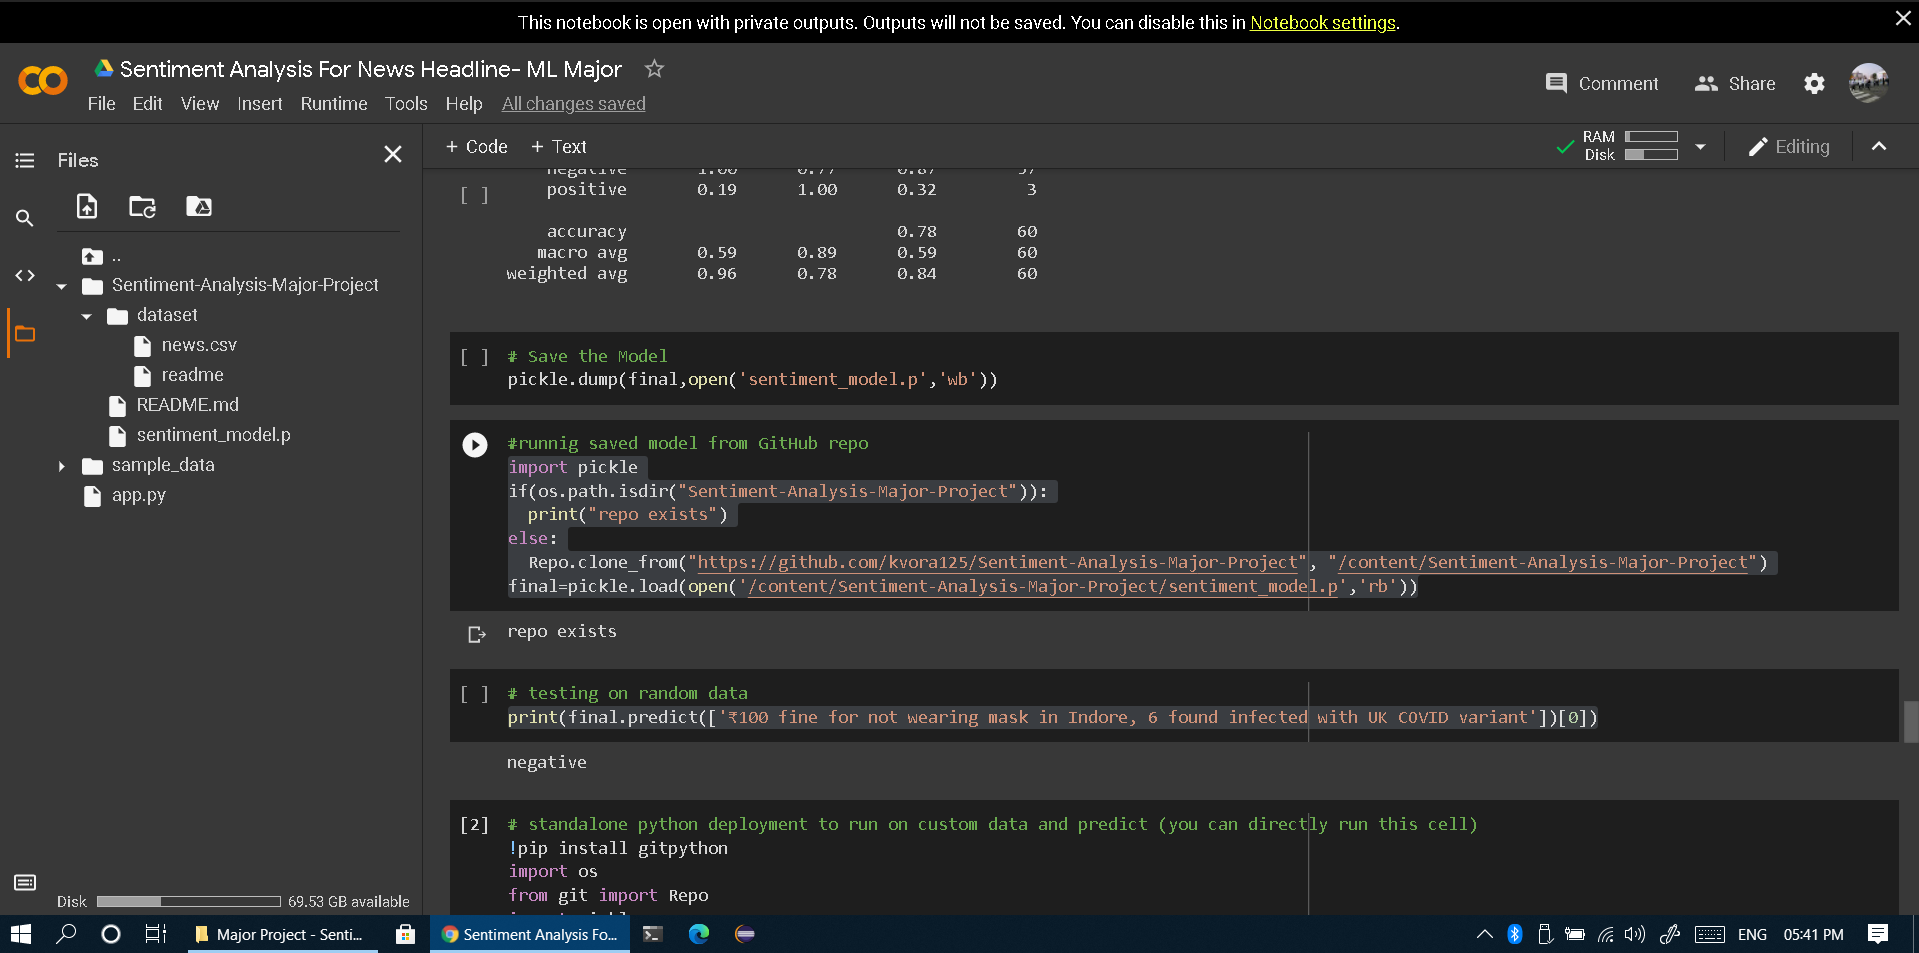 This notebook is open with private outputs. Outputs will not be saved. You can disable this in Notebook settings.
Sentiment Analysis For News Headline- ML Major
Comment Share
File Edit View Insert Runtime Tools Help All changes saved
Files
+ Code + Text
RAM
Disk
Editing
negative 1.00 0.77 0.87 57
[ ] positive 0.19 1.00 0.32 3
accuracy 0.78 60
macro avg 0.59 0.89 0.59 60
weighted avg 0.96 0.78 0.84 60
..
Sentiment-Analysis-Major-Project
dataset
news.csv
readme
README.md
sentiment_model.p
sample_data
app.py
[ ] # Save the Model
pickle.dump(final,open('sentiment_model.p','wb'))
#runnig saved model from GitHub repo
import pickle
if(os.path.isdir("Sentiment-Analysis-Major-Project")):
print("repo exists")
else:
Repo.clone_from("https://github.com/kvora125/Sentiment-Analysis-Major-Project", "/content/Sentiment-Analysis-Major-Project")
final=pickle.load(open('/content/Sentiment-Analysis-Major-Project/sentiment_model.p','rb'))
repo exists
[ ] # testing on random data
print(final.predict(['₹100 fine for not wearing mask in Indore, 6 found infected with UK COVID variant'])[0])
negative
[2] # standalone python deployment to run on custom data and predict (you can directly run this cell)
!pip install gitpython
import os
from git import Repo
Disk 69.53 GB available
Major Project - Senti...
Sentiment Analysis Fo...
ENG 05:41 PM